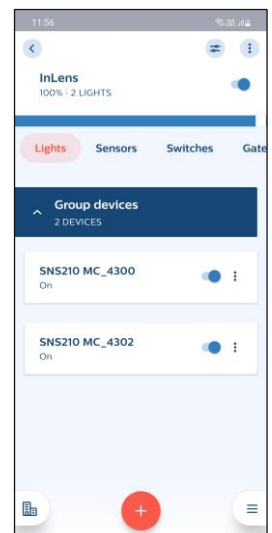 11:56
InLens
100% · 2 LIGHTS
Lights Sensors Switches Gate
Group devices
2 DEVICES
SNS210 MC_4300
On
SNS210 MC_4302
On